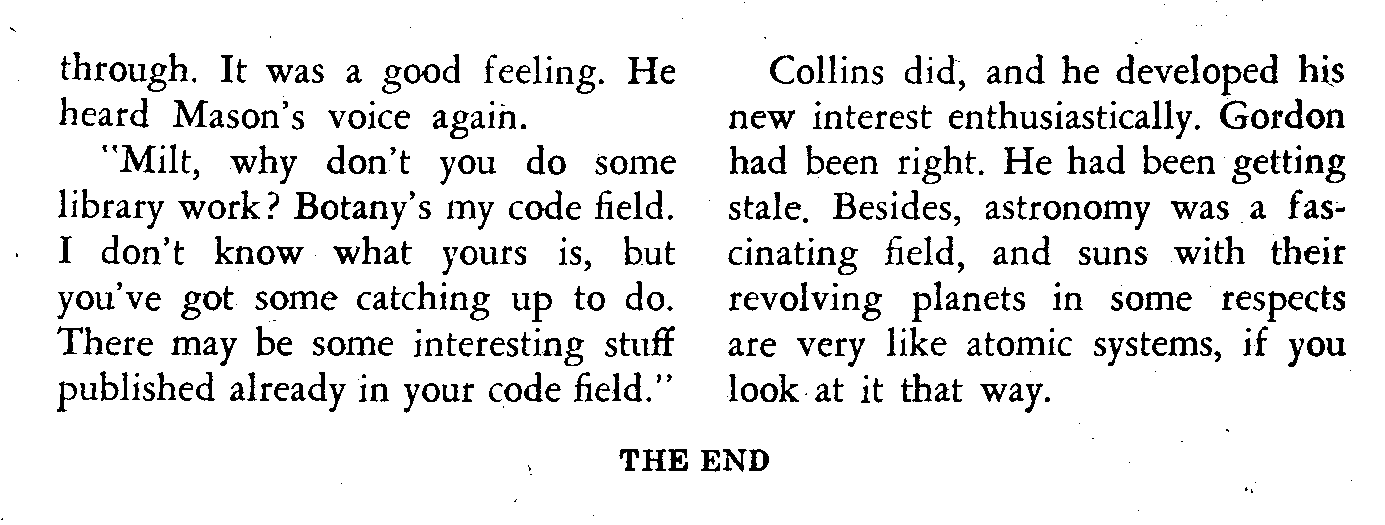 through. It was a good feeling. He
heard Mason's voice again.
"Milt, why don't you do some
library work? Botany's my code field.
I don't know what yours is, but
you've got some catching up to do.
There may be some interesting stuff
published already in your code field."
Collins did, and he developed his
new interest enthusiastically. Gordon
had been right. He had been getting
stale. Besides, astronomy was a fas-
cinating field, and suns with their
revolving planets in some respects
are very like atomic systems, if you
look at it that way.
THE END